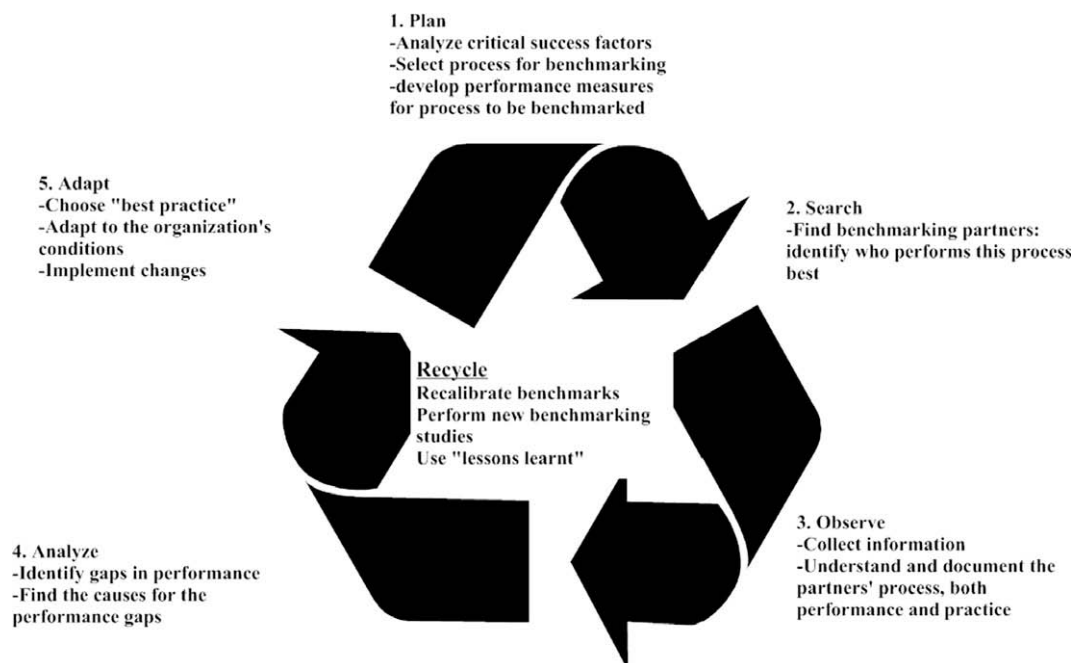 1. Plan
-Analyze critical success factors
-Select process for benchmarking
-develop performance measures
for process to be benchmarked
2. Search
-Find benchmarking partners:
identify who performs this process
best
3. Observe
-Collect information
-Understand and document the
partners' process, both
performance and practice
4. Analyze
-Identify gaps in performance
-Find the causes for the
performance gaps
5. Adapt
-Choose "best practice"
-Adapt to the organization's
conditions
-Implement changes
Recycle
Recalibrate benchmarks
Perform new benchmarking
studies
Use "lessons learnt"